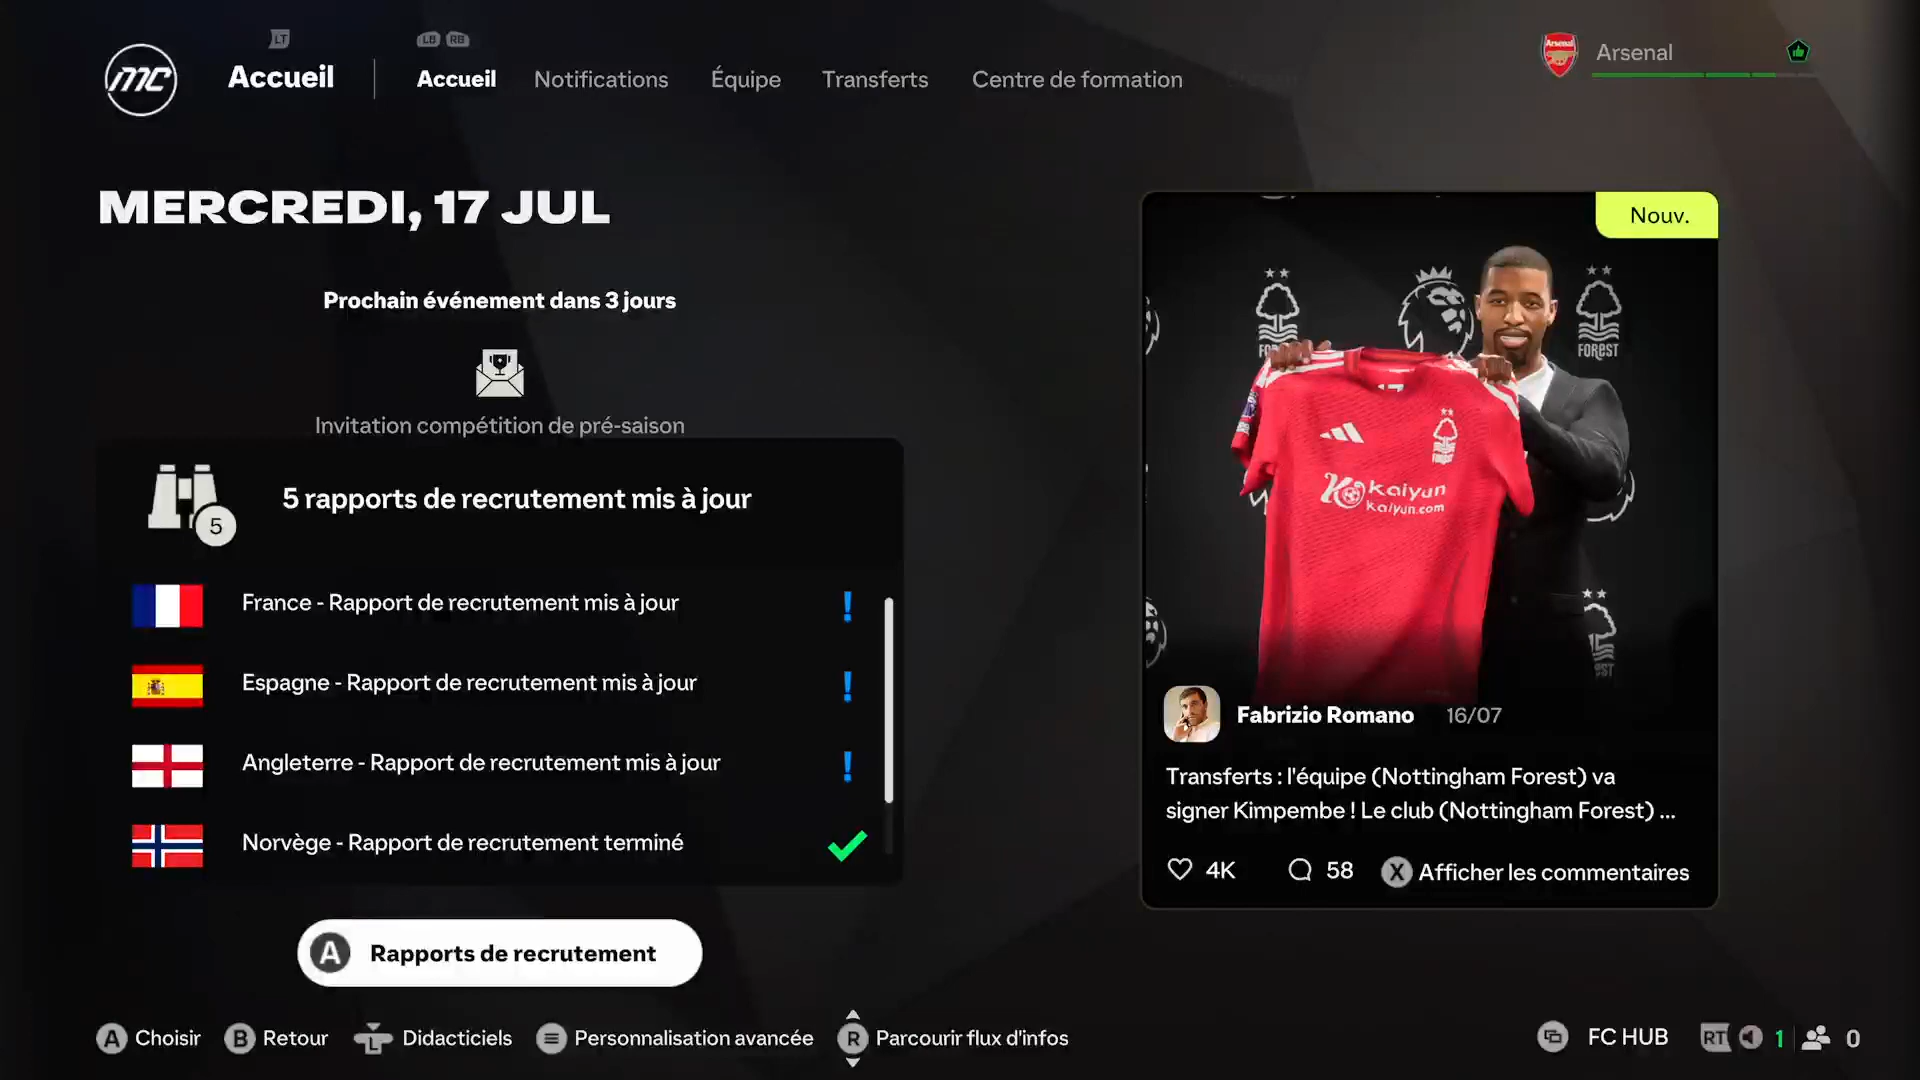 LT
LB RB
MC
Accueil
Accueil
Notifications
Équipe
Transferts
Centre de formation
Arsenal
Arsenal
MERCREDI, 17 JUL
Prochain événement dans 3 jours
Invitation compétition de pré-saison
5
5 rapports de recrutement mis à jour
France - Rapport de recrutement mis à jour
Espagne - Rapport de recrutement mis à jour
Angleterre - Rapport de recrutement mis à jour
Norvège - Rapport de recrutement terminé
A Rapports de recrutement
Nouv.
FOREST
FOREST
Kaiyun
kaiyun.com
Fabrizio Romano 16/07
Transferts : l'équipe (Nottingham Forest) va
signer Kimpembe ! Le club (Nottingham Forest) ...
4K
58
X Afficher les commentaires
A Choisir
B Retour
L Didacticiels
Personnalisation avancée
R Parcourir flux d'infos
FC HUB
RT 1
0